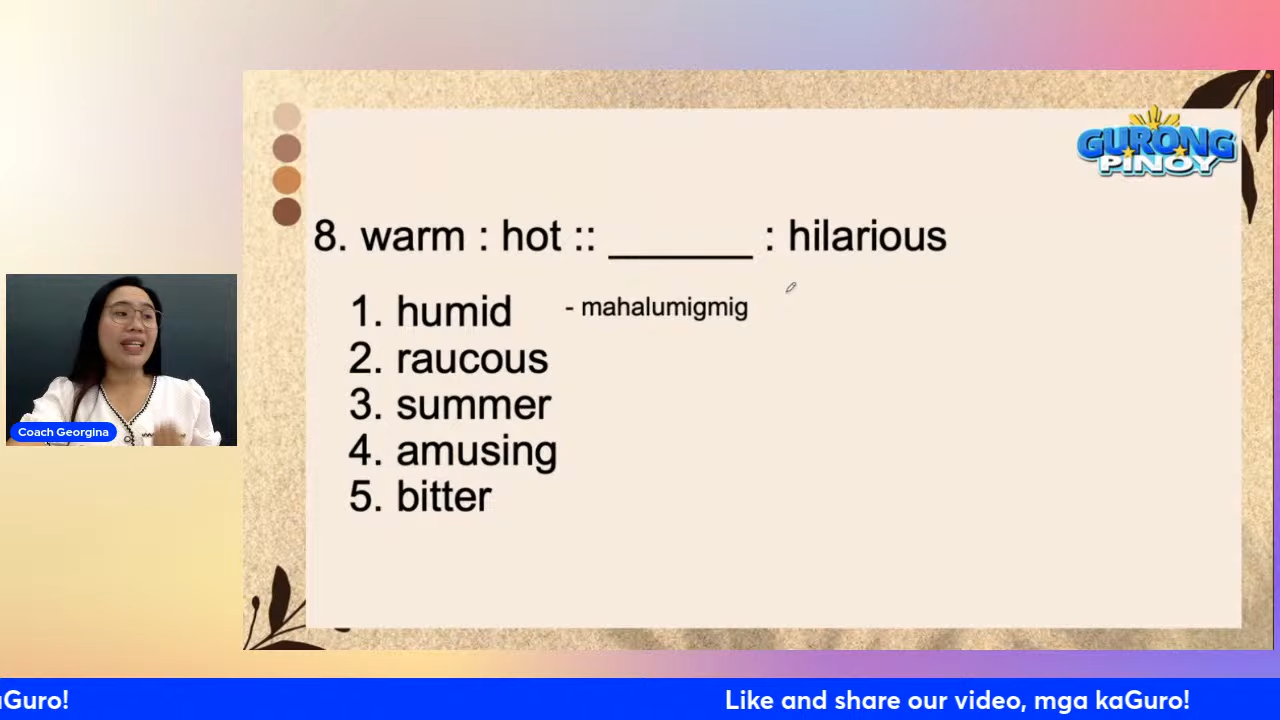 GURONG
PINOY
8. warm : hot :: ______ : hilarious
1. humid - mahalumigmig
2. raucous
3. summer
4. amusing
5. bitter
Coach Georgina
aGuro! Like and share our video, mga kaGuro!